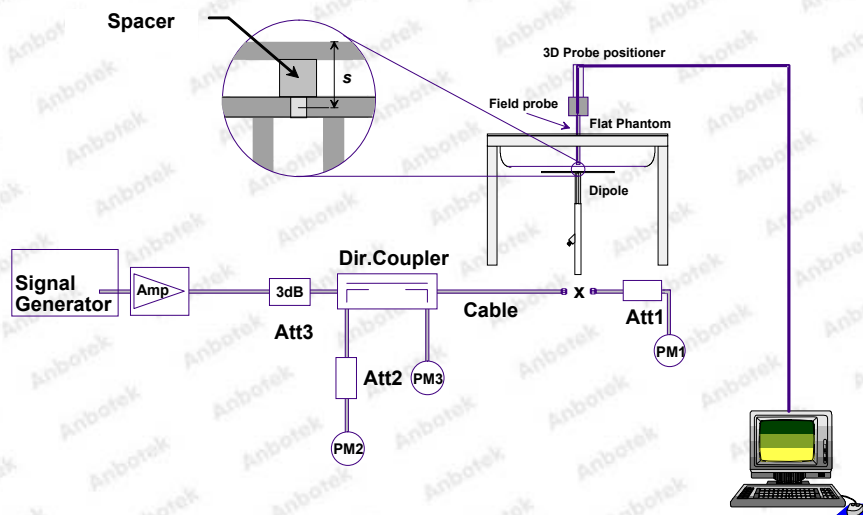 Spacer
s
3D Probe positioner
Field probe
Flat Phantom
Dipole
Signal
Generator
Amp
3dB
Att3
Dir.Coupler
Cable
x
Att1
PM1
Att2
PM3
PM2
Anbotek